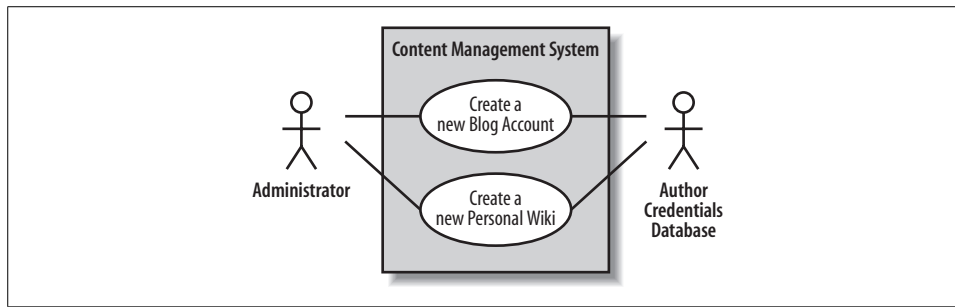 Content Management System
Create a
new Blog Account
Administrator
Create a
new Personal Wiki
Author
Credentials
Database